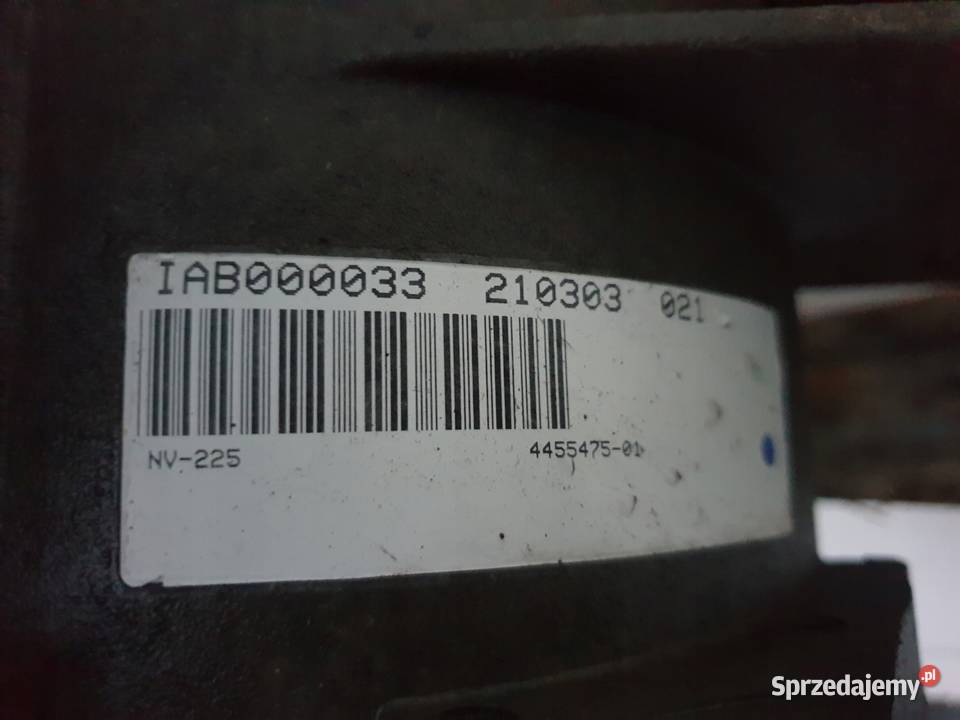 IAB000033 210303 021
NV-225 4455475-01
Sprzedajemy.pl